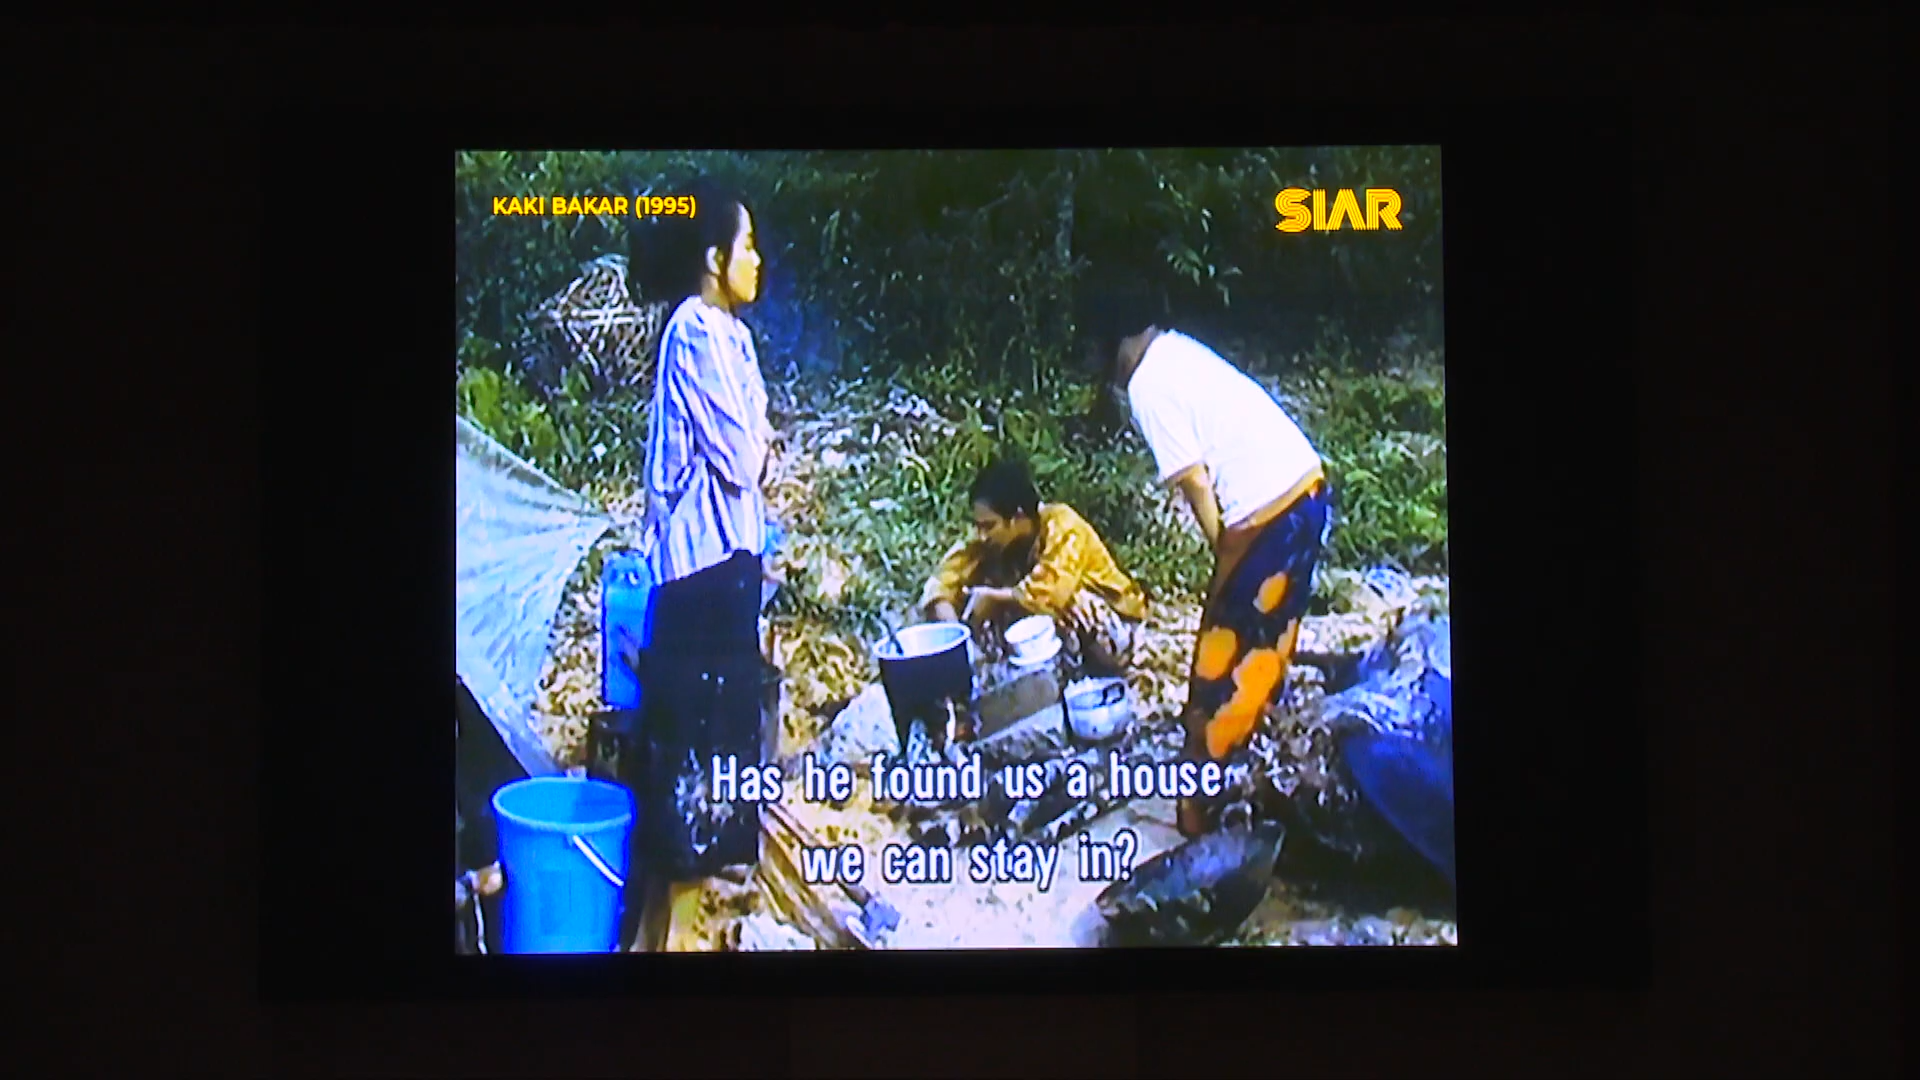 KAKI BAKAR (1995)
SIAR
Has he found us a house
we can stay in?